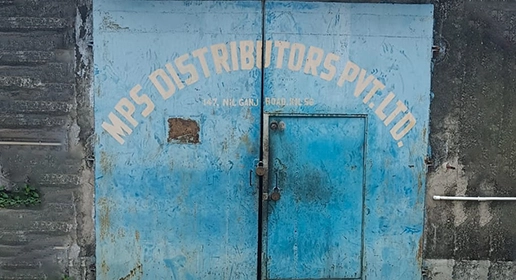 MPS DISTRIBUTORS PVT. LTD.
147, NILGANJ ROAD,